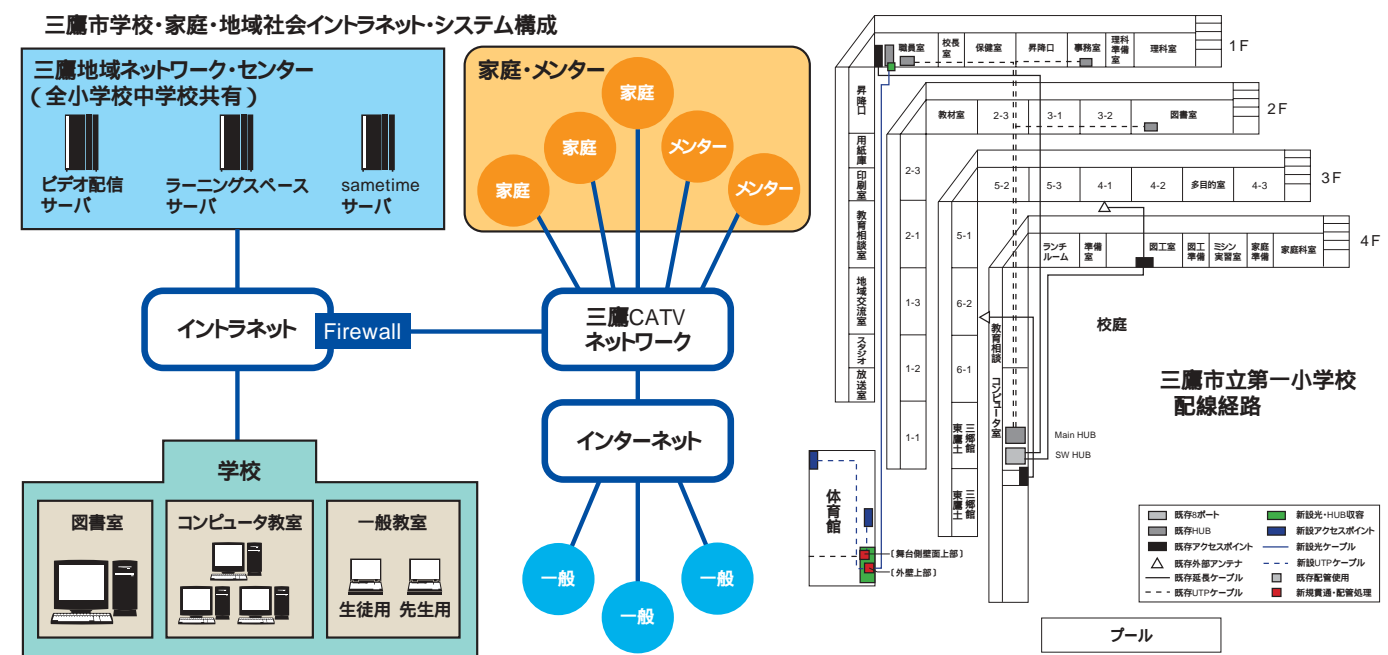 三鷹市学校・家庭・地域社会イントラネット・システム構成
三鷹地域ネットワーク・センター
(全小学校中学校共有)
ビデオ配信
サーバ
ラーニングスペース
サーバ
sametime
サーバ
家庭・メンター
家庭
家庭
メンター
家庭
メンター
イントラネット
Firewall
三鷹CATV
ネットワーク
インターネット
一般
一般
一般
学校
図書室
コンピュータ教室
一般教室
生徒用
先生用
職員室
校長
室
保健室
昇降口
事務室
理科
準備
室
理科室
1F
昇降口
用紙庫
印刷室
教育相談室
地域交流室
スタジオ
放送室
教材室
2-3
3-1
3-2
図書室
2F
2-3
2-1
1-3
1-2
1-1
5-2
5-3
4-1
4-2
多目的室
4-3
3F
5-1
6-2
6-1
三郷館
東鷹土
三郷館
東鷹土
ランチ
ルーム
準備
室
図工室
図工
準備
ミシン
実習室
家庭
準備
家庭科室
4F
教育相談
コンピュータ室
Main HUB
SW HUB
校庭
三鷹市立第一小学校
配線経路
体育館
〔舞台側壁面上部〕
〔外壁上部〕
プール
既存8ポート
既存HUB
既存アクセスポイント
既存外部アンテナ
既存延長ケーブル
既存UTPケーブル
新設光・HUB収容
新設アクセスポイント
新設光ケーブル
新設UTPケーブル
既存配管使用
新規貫通・配管処理